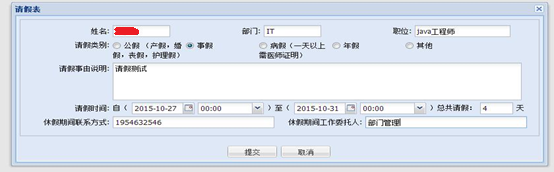 请假表
姓名: 部门: IT 职位: java工程师
请假类别: 公假 （产假，婚假，丧假，护理假） 事假 病假（一天以上需医师证明） 年假 其他
请假事由说明: 请假测试
请假时间: 自（ 2015-10-27 00:00 ）至（ 2015-10-31 00:00 ）总共请假: 4 天
休假期间联系方式: 1954632546 休假期间工作委托人: 部门管理
提交 取消